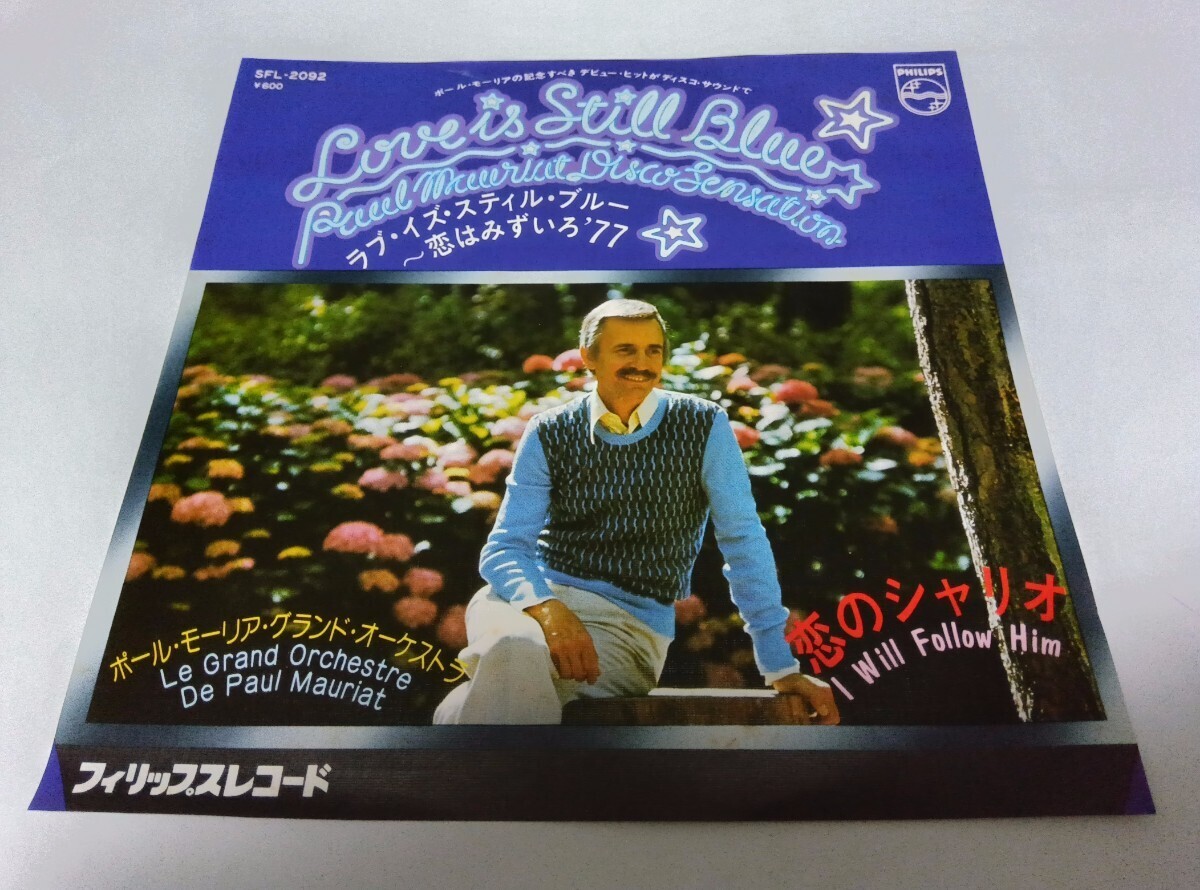 SFL-2092
¥600
ポール・モーリアの記念すべき デビュー・ヒットがディスコ・サウンドで
PHILIPS
Love is Still Blue
Paul Mauriat Disco Sensation
ラブ・イズ・スティル・ブルー
～恋はみずいろ'77
恋のシャリオ
I Will Follow Him
ポール・モーリア・グランド・オーケストラ
Le Grand Orchestre
De Paul Mauriat
フィリップスレコード